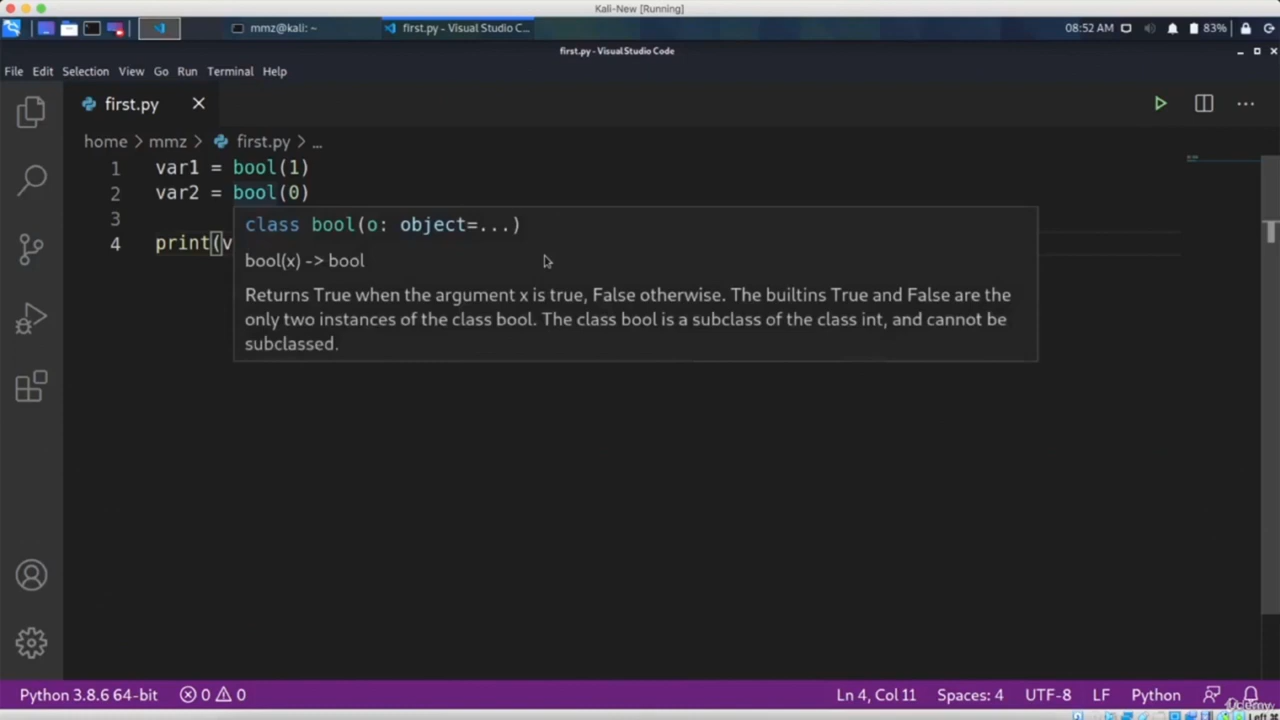 Kali-New [Running]
mmz@kali: ~
first.py - Visual Studio C...
08:52 AM
83%
first.py - Visual Studio Code
File Edit Selection View Go Run Terminal Help
first.py
home > mmz > first.py > ...
1 var1 = bool(1)
2 var2 = bool(0)
3
4 print(v
class bool(o: object=...)
bool(x) -> bool
Returns True when the argument x is true, False otherwise. The builtins True and False are the
only two instances of the class bool. The class bool is a subclass of the class int, and cannot be
subclassed.
Python 3.8.6 64-bit
0
0
Ln 4, Col 11
Spaces: 4
UTF-8
LF
Python
Udemy
Left ⌘